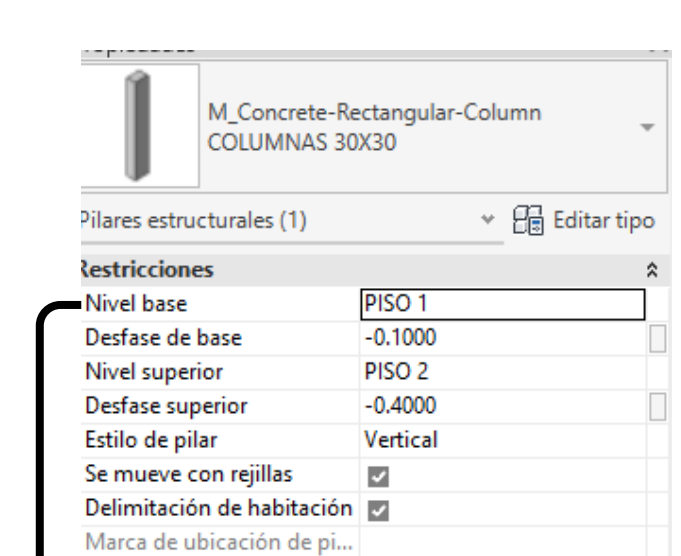 M_Concrete-Rectangular-Column
COLUMNAS 30X30
Pilares estructurales (1) Editar tipo
Restricciones
Nivel base PISO 1
Desfase de base -0.1000
Nivel superior PISO 2
Desfase superior -0.4000
Estilo de pilar Vertical
Se mueve con rejillas
Delimitación de habitación
Marca de ubicación de pi...